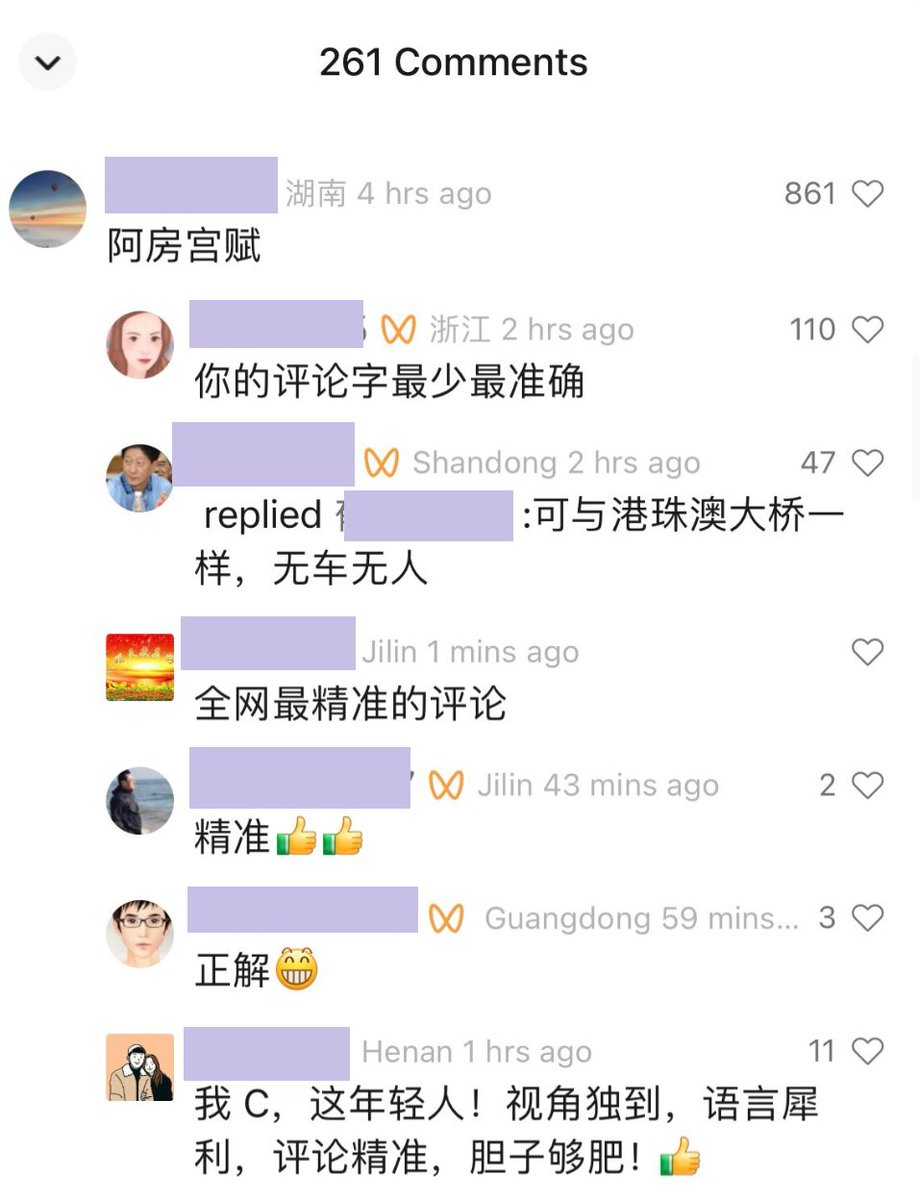 261 Comments
湖南 4 hrs ago 861
阿房宫赋
浙江 2 hrs ago 110
你的评论字最少最准确
Shandong 2 hrs ago 47
replied :可与港珠澳大桥一
样，无车无人
Jilin 1 mins ago
全网最精准的评论
Jilin 43 mins ago 2
精准👍👍
Guangdong 59 mins... 3
正解😁
Henan 1 hrs ago 11
我 C，这年轻人！视角独到，语言犀
利，评论精准，胆子够肥！👍